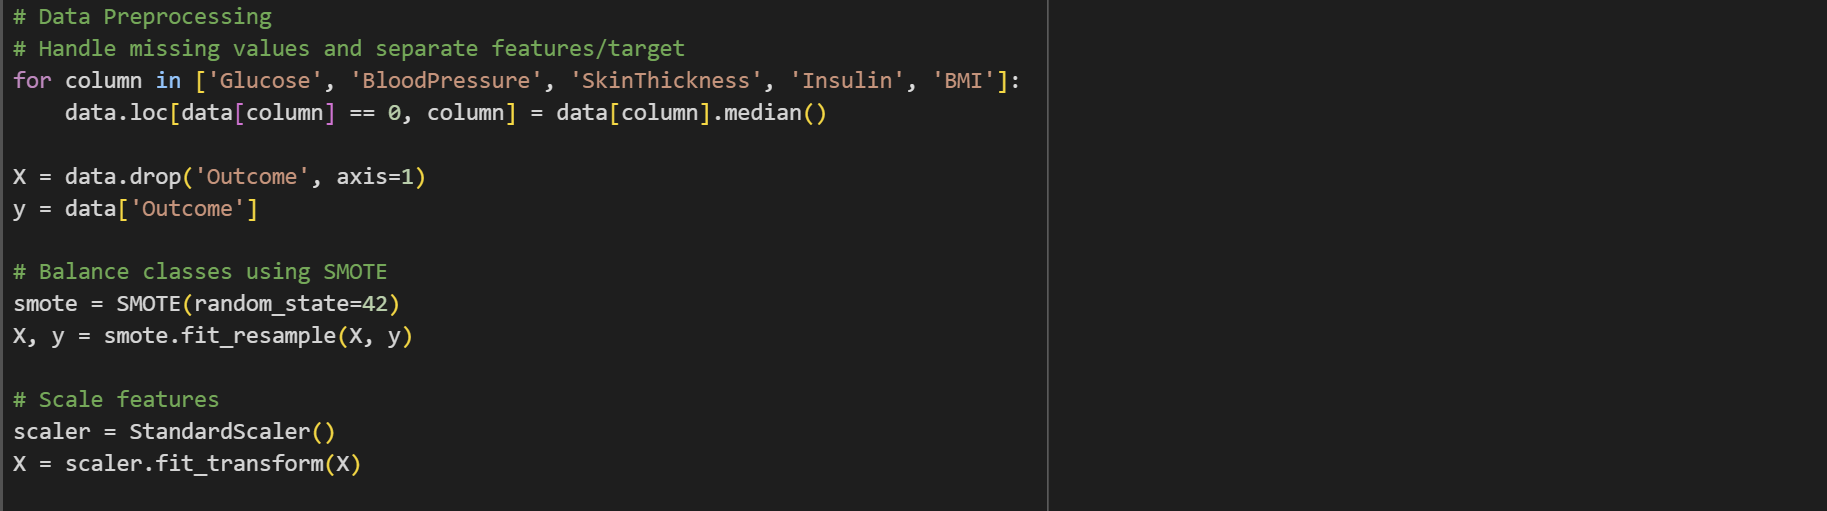 # Data Preprocessing
# Handle missing values and separate features/target
for column in ['Glucose', 'BloodPressure', 'SkinThickness', 'Insulin', 'BMI']:
    data.loc[data[column] == 0, column] = data[column].median()
X = data.drop('Outcome', axis=1)
y = data['Outcome']
# Balance classes using SMOTE
smote = SMOTE(random_state=42)
X, y = smote.fit_resample(X, y)
# Scale features
scaler = StandardScaler()
X = scaler.fit_transform(X)